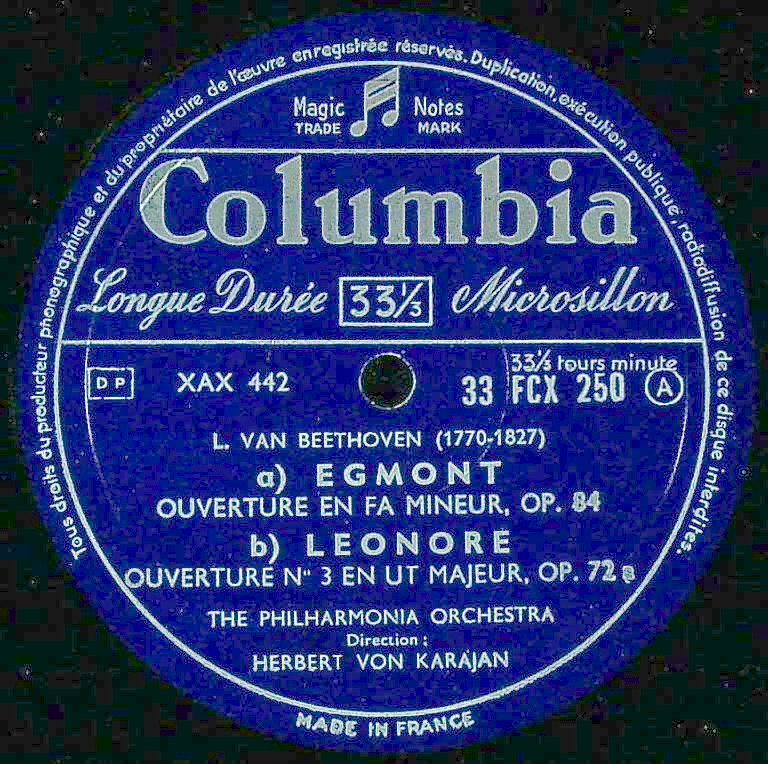 Tous droits du producteur phonographique et du propriétaire de l'œuvre enregistrée réservés. Duplication, exécution publique, radiodiffusion de ce disque interdites.
Magic Notes
TRADE MARK
Columbia
Longue Durée 33⅓ Microsillon
33⅓ tours minute
DP XAX 442 33 FCX 250 A
L. VAN BEETHOVEN (1770-1827)
a) EGMONT
OUVERTURE EN FA MINEUR, OP. 84
b) LEONORE
OUVERTURE N° 3 EN UT MAJEUR, OP. 72 a
THE PHILHARMONIA ORCHESTRA
Direction :
HERBERT VON KARAJAN
MADE IN FRANCE